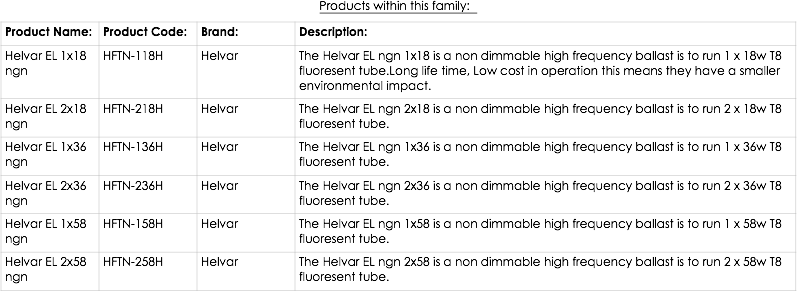 Products within this family:
Product Name: Product Code: Brand: Description:
Helvar EL 1x18 HFTN-118H Helvar The Helvar EL ngn 1x18 is a non dimmable high frequency ballast is to run 1 x 18w T8
ngn fluoresent tube.Long life time, Low cost in operation this means they have a smaller
environmental impact.
Helvar EL 2x18 HFTN-218H Helvar The Helvar EL ngn 2x18 is a non dimmable high frequency ballast is to run 2 x 18w T8
ngn fluoresent tube.
Helvar EL 1x36 HFTN-136H Helvar The Helvar EL ngn 1x36 is a non dimmable high frequency ballast is to run 1 x 36w T8
ngn fluoresent tube.
Helvar EL 2x36 HFTN-236H Helvar The Helvar EL ngn 2x36 is a non dimmable high frequency ballast is to run 2 x 36w T8
ngn fluoresent tube.
Helvar EL 1x58 HFTN-158H Helvar The Helvar EL ngn 1x58 is a non dimmable high frequency ballast is to run 1 x 58w T8
ngn fluoresent tube.
Helvar EL 2x58 HFTN-258H Helvar The Helvar EL ngn 2x58 is a non dimmable high frequency ballast is to run 2 x 58w T8
ngn fluoresent tube.